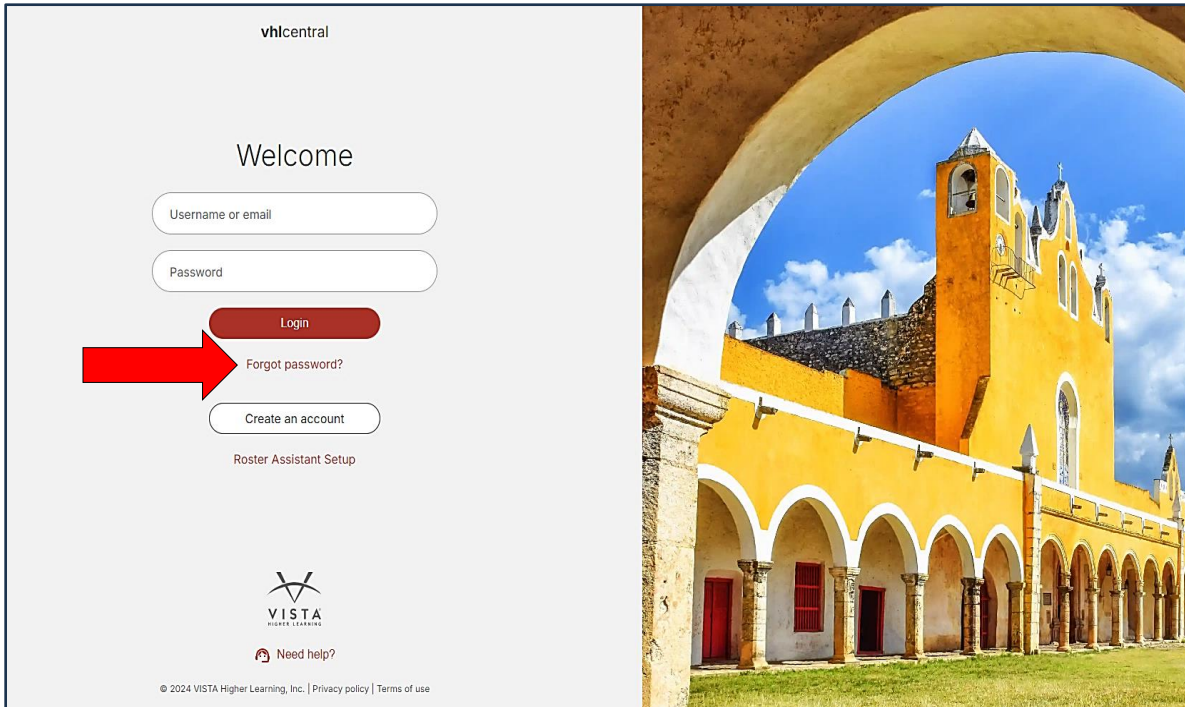 vhlcentral
Welcome
Username or email
Password
Login
Forgot password?
Create an account
Roster Assistant Setup
VISTA
HIGHER LEARNING
Need help?
© 2024 VISTA Higher Learning, Inc. | Privacy policy | Terms of use